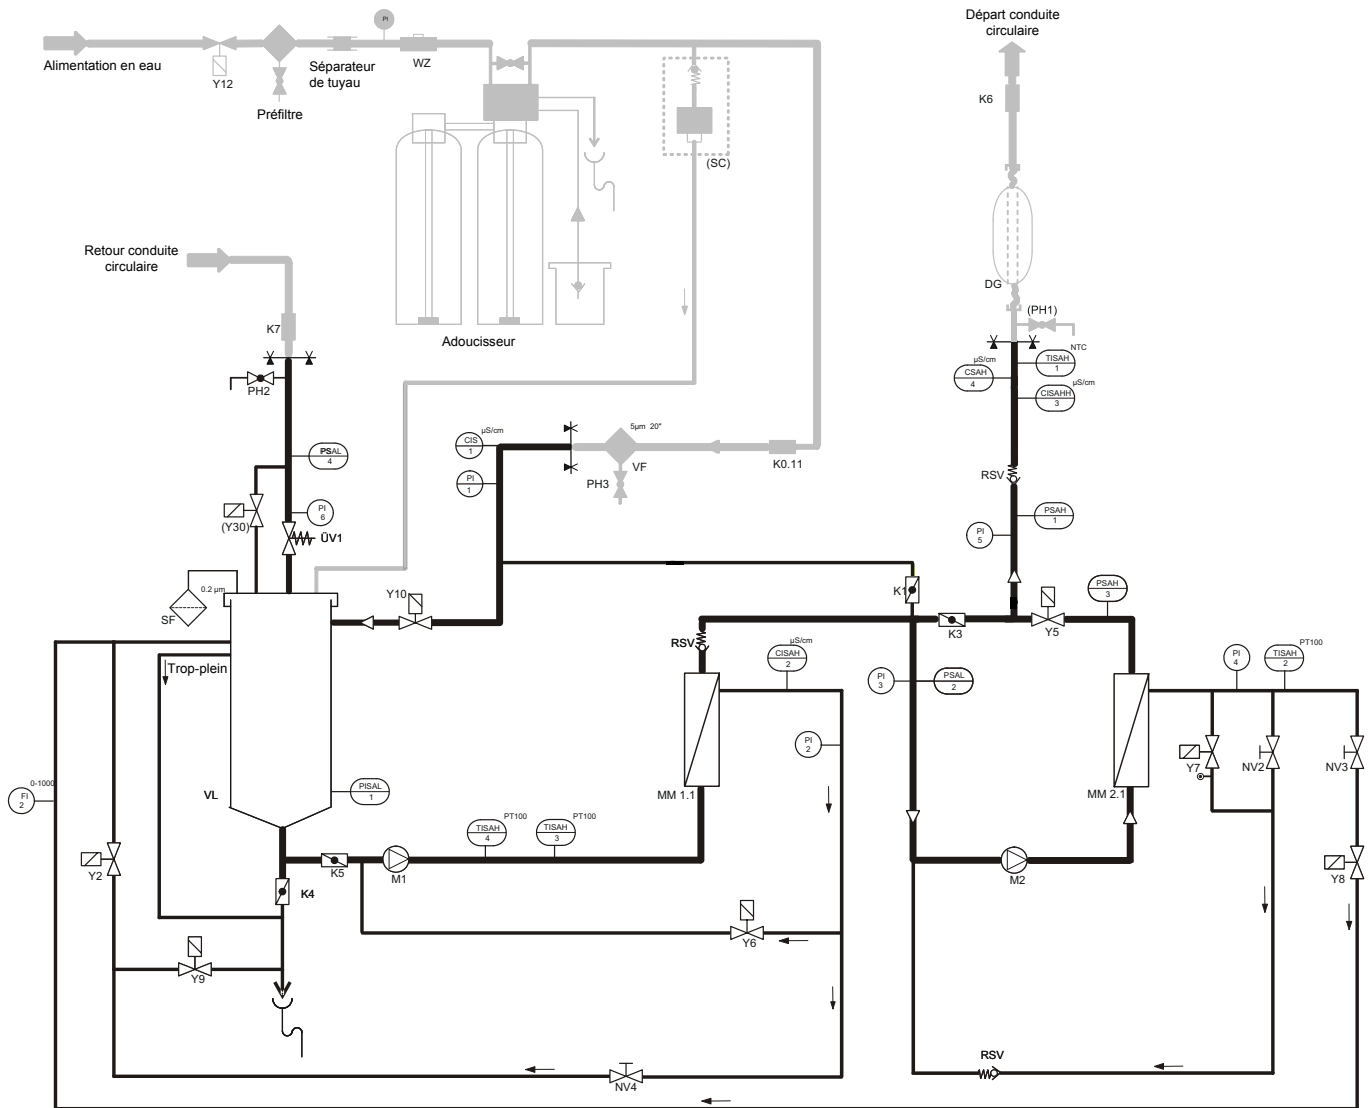 Départ conduite
circulaire
PI
Alimentation en eau
Y12
Séparateur
de tuyau
WZ
Préfiltre
K6
(SC)
Retour conduite
circulaire
DG
(PH1)
K7
Adoucisseur
NTC
TISAH
1
µS/cm
CSAH
4
µS/cm
CISAHH
3
PH2
5µm 20"
VF
K0.11
PH3
µS/cm
CIS
1
PI
1
PSAL
4
RSV
PI
6
(Y30)
ÜV1
PSAH
1
PI
5
0.2 µm
SF
Y10
K1
PSAH
3
K3
Y5
RSV
µS/cm
CISAH
2
PI
3
PSAL
2
PI
4
PT100
TISAH
2
Trop-plein
PI
2
Y7
NV2
NV3
0-1000
FI
2
VL
PISAL
1
MM 1.1
MM 2.1
PT100
TISAH
4
PT100
TISAH
3
Y2
K5
M1
M2
Y8
K4
Y6
Y9
RSV
NV4